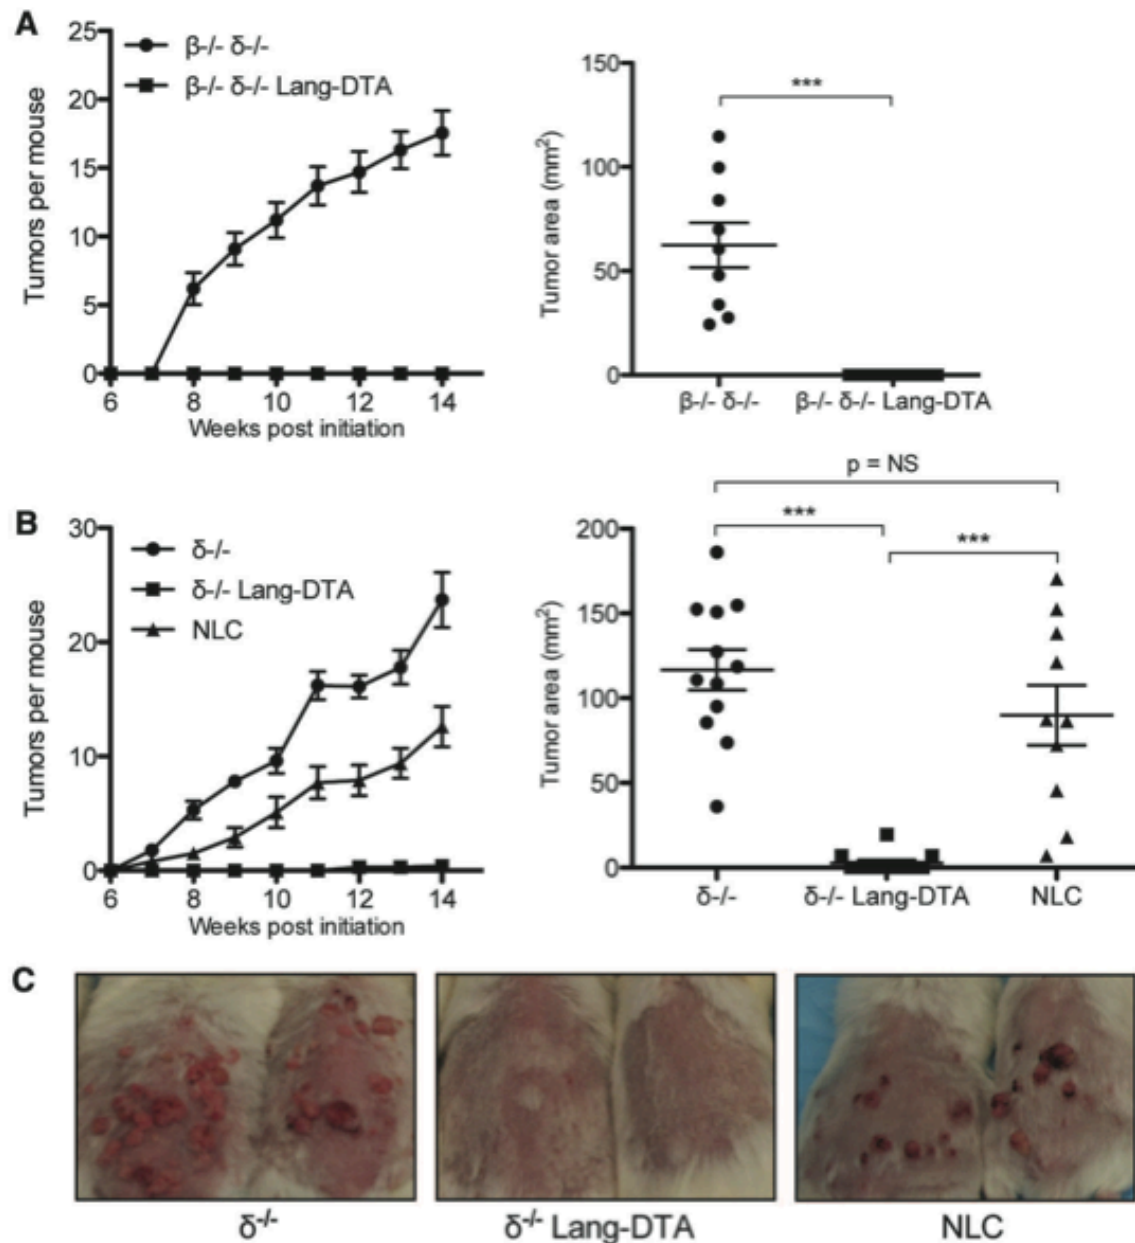 A
25
20
15
10
5
0
6
8
10
12
14
Tumors per mouse
Weeks post initiation
β-/- δ-/-
β-/- δ-/- Lang-DTA
150
100
50
0
Tumor area (mm²)
***
β-/- δ-/-
β-/- δ-/- Lang-DTA
B
30
20
10
0
6
8
10
12
14
Tumors per mouse
Weeks post initiation
δ-/-
δ-/- Lang-DTA
NLC
p = NS
***
***
200
150
100
50
0
Tumor area (mm²)
δ-/-
δ-/- Lang-DTA
NLC
C
δ⁻/⁻
δ⁻/⁻ Lang-DTA
NLC